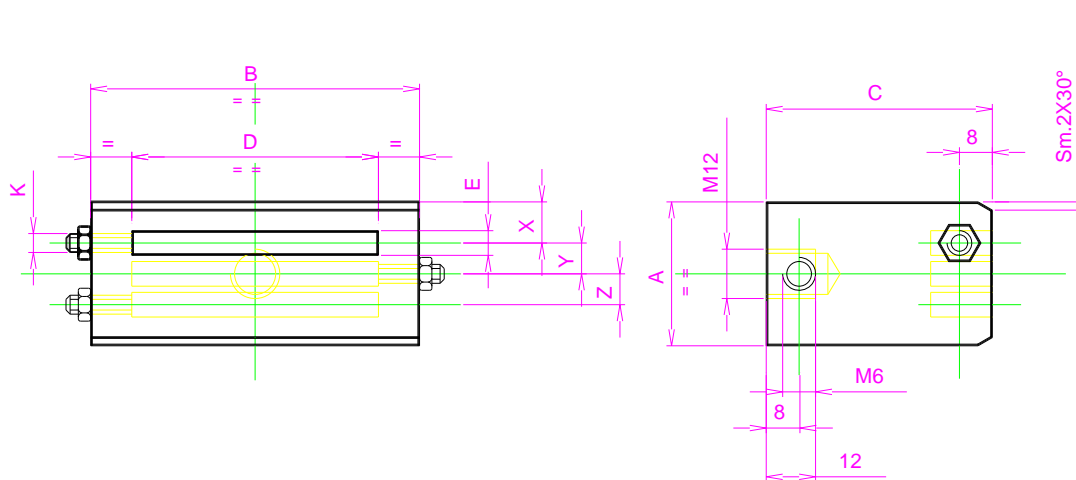 B
= =
D
= =
=
=
K
E
X
Y
Z
C
8
Sm.2X30°
M12
A
= =
M6
8
12